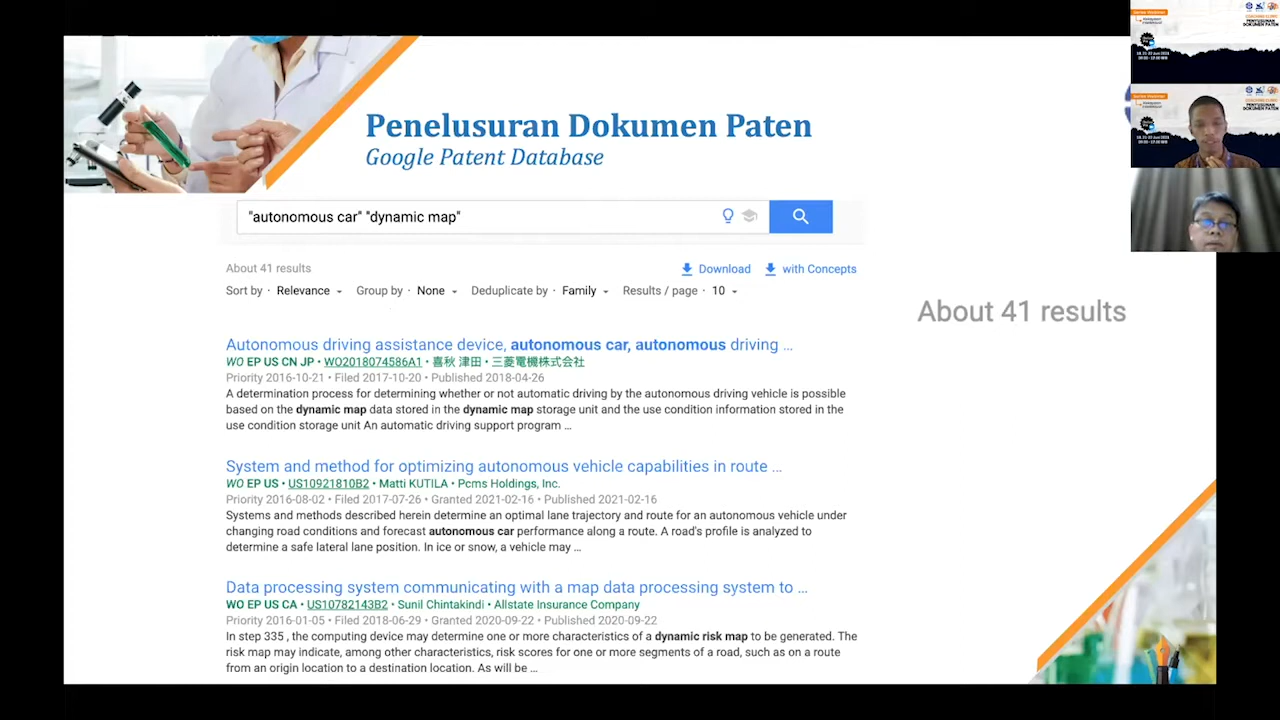 Penelusuran Dokumen Paten
Google Patent Database
"autonomous car" "dynamic map"
About 41 results
Download
with Concepts
Sort by · Relevance
Group by · None
Deduplicate by · Family
Results / page · 10
About 41 results
Autonomous driving assistance device, autonomous car, autonomous driving ...
WO EP US CN JP • WO2018074586A1 • 喜秋 津田 • 三菱電機株式会社
Priority 2016-10-21 • Filed 2017-10-20 • Published 2018-04-26
A determination process for determining whether or not automatic driving by the autonomous driving vehicle is possible
based on the dynamic map data stored in the dynamic map storage unit and the use condition information stored in the
use condition storage unit An automatic driving support program ...
System and method for optimizing autonomous vehicle capabilities in route ...
WO EP US • US10921810B2 • Matti KUTILA • Pcms Holdings, Inc.
Priority 2016-08-02 • Filed 2017-07-26 • Granted 2021-02-16 • Published 2021-02-16
Systems and methods described herein determine an optimal lane trajectory and route for an autonomous vehicle under
changing road conditions and forecast autonomous car performance along a route. A road's profile is analyzed to
determine a safe lateral lane position. In ice or snow, a vehicle may ...
Data processing system communicating with a map data processing system to ...
WO EP US CA • US10782143B2 • Sunil Chintakindi • Allstate Insurance Company
Priority 2016-01-05 • Filed 2018-06-29 • Granted 2020-09-22 • Published 2020-09-22
In step 335 , the computing device may determine one or more characteristics of a dynamic risk map to be generated. The
risk map may indicate, among other characteristics, risk scores for one or more segments of a road, such as on a route
from an origin location to a destination location. As will be ...
PENYUSUNAN
DOKUMEN PATEN
PENYUSUNAN
DOKUMEN PATEN